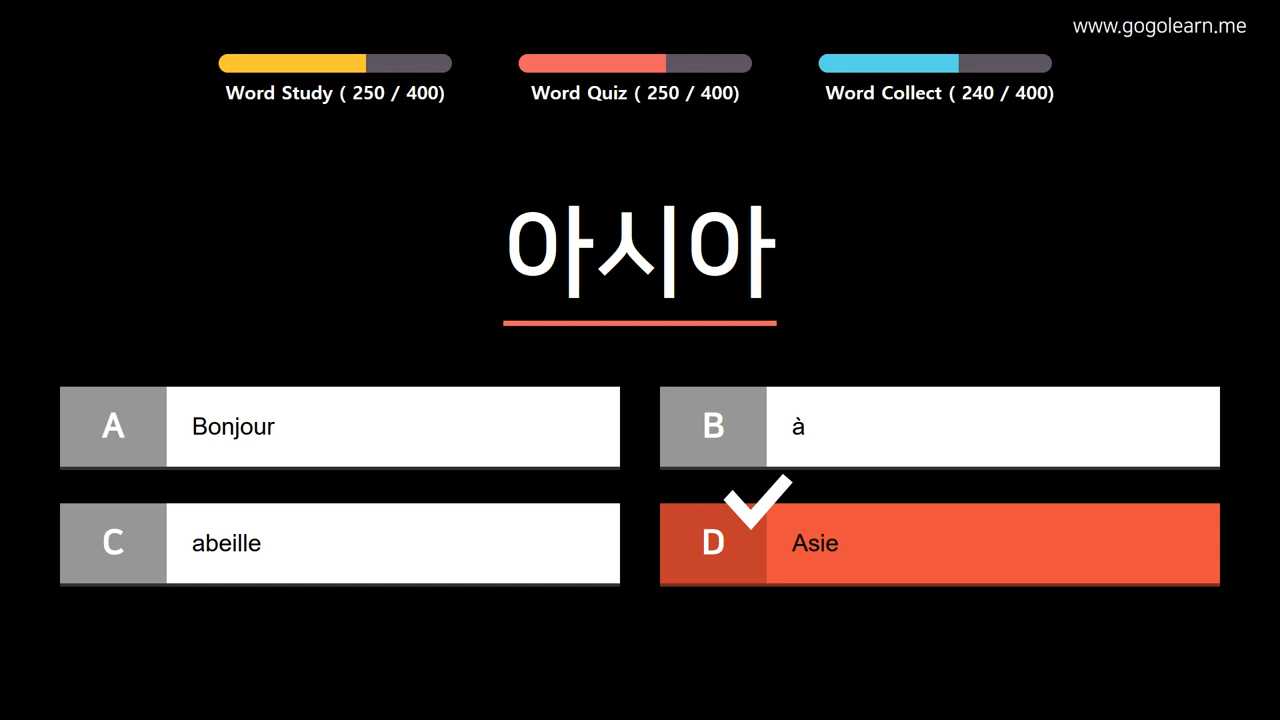 www.gogolearn.me
Word Study ( 250 / 400)
Word Quiz ( 250 / 400)
Word Collect ( 240 / 400)
아시아
A Bonjour
B à
C abeille
D Asie